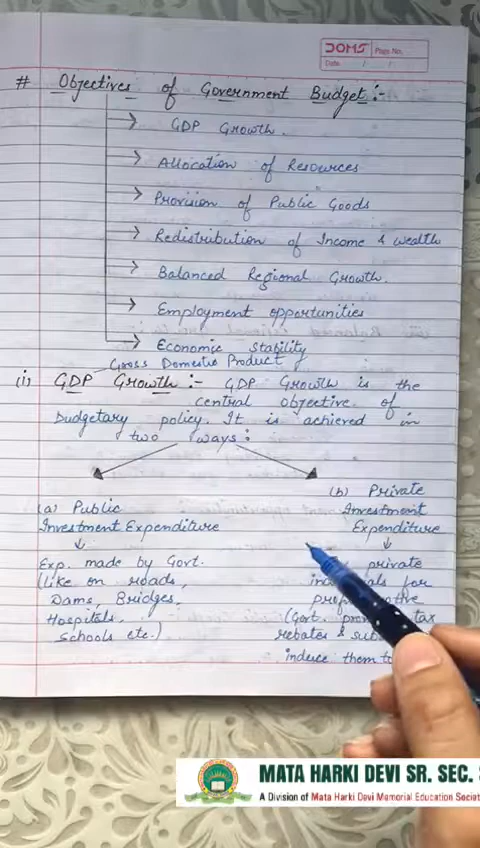 DOMS Page No.
Date / /
# Objectives of Government Budget :-
→ GDP Growth.
→ Allocation of Resources
→ Provision of Public Goods
→ Redistribution of Income & wealth
→ Balanced Regional Growth.
→ Employment opportunities
→ Economic Stability
Gross Domestic Product
(i) GDP Growth :- GDP Growth is the
central objective of
budgetary policy. It is achieved in
two ways:
(a) Public
Investment Expenditure
↓
Exp. made by Govt.
(like on roads,
Dams, Bridges,
Hospitals,
Schools etc.)
(b) Private
Investment
Expenditure
↓
private
for
(Govt. tax
rebates &
induce them
MATA HARKI DEVI SR. SEC.
A Division of Mata Harki Devi Memorial Education Societ